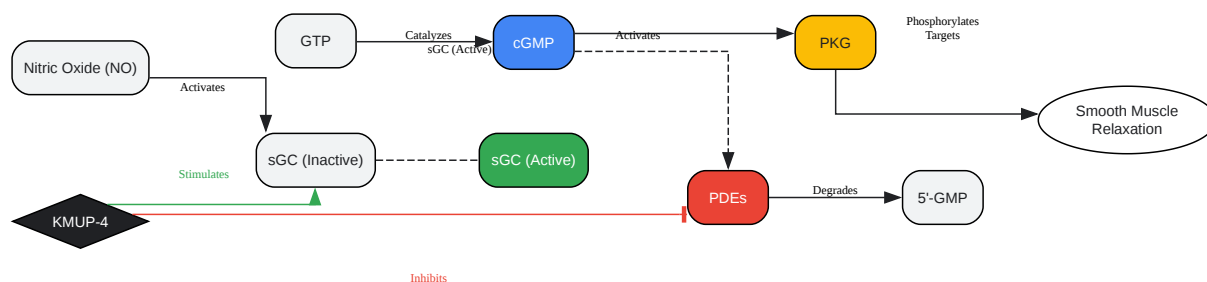 GTP
Catalyzes
sGC (Active)
cGMP
Activates
PKG
Phosphorylates
Targets
Nitric Oxide (NO)
Activates
Smooth Muscle
Relaxation
sGC (Inactive)
sGC (Active)
Stimulates
KMUP-4
PDEs
Degrades
5'-GMP
Inhibits